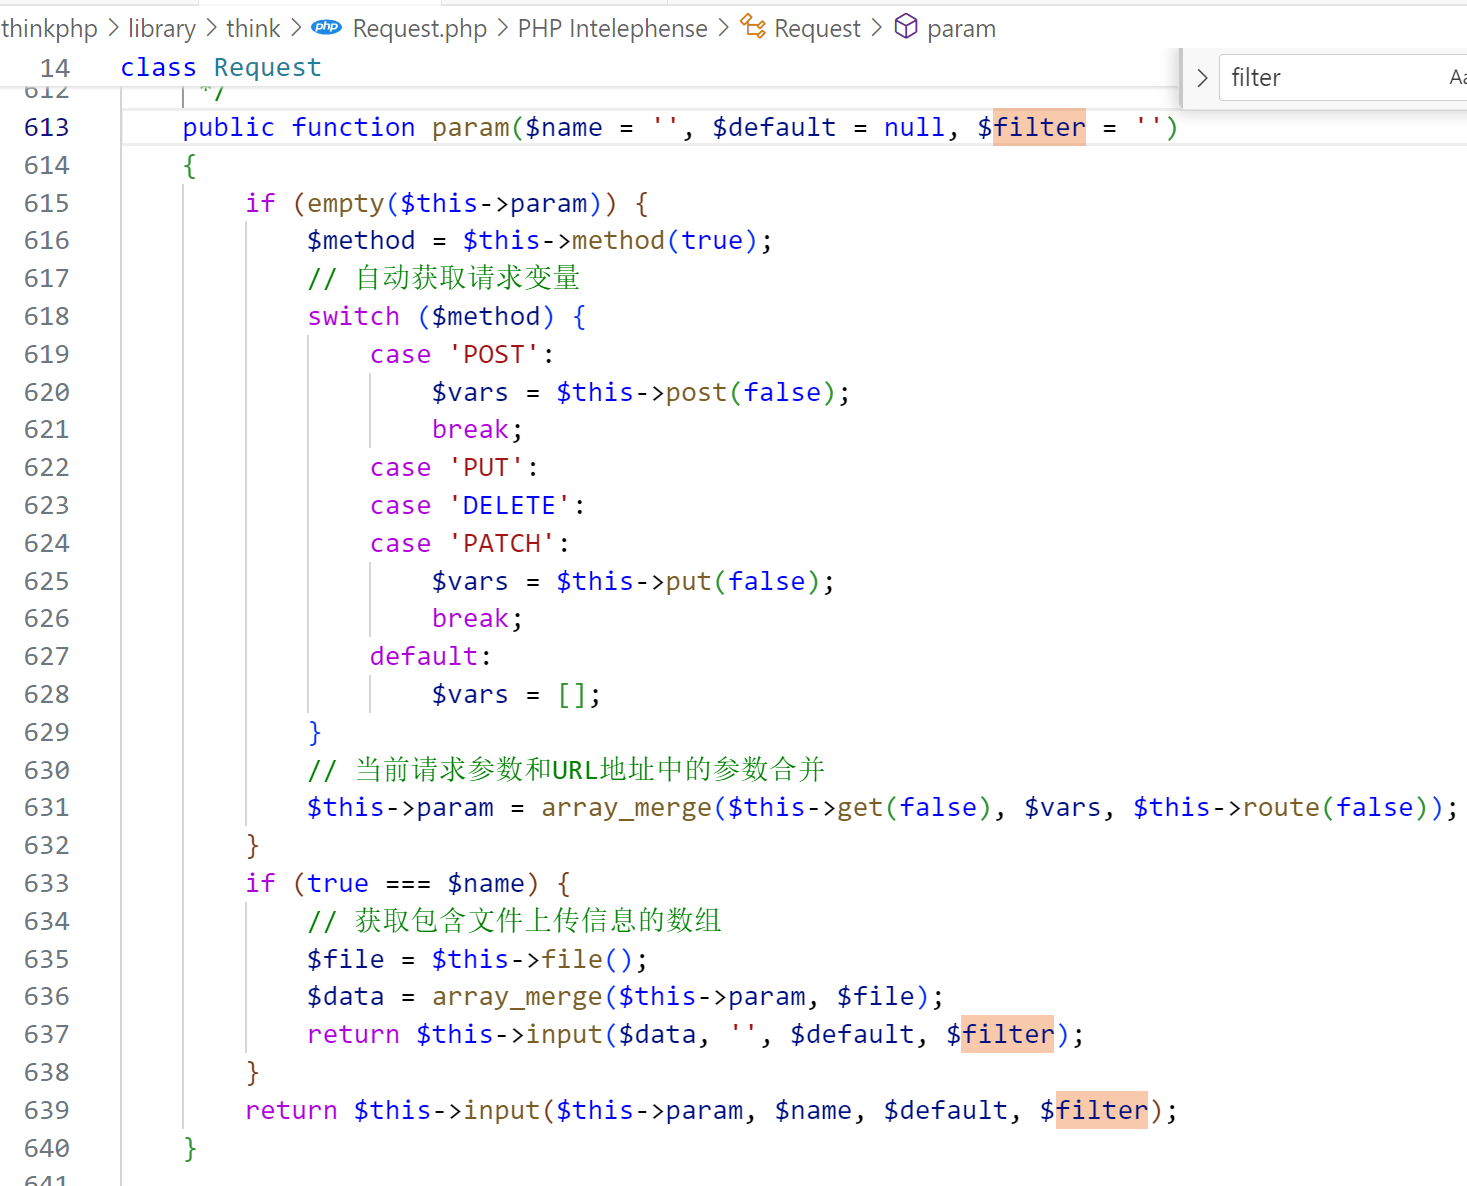 thinkphp > library > think > php Request.php > PHP Intelephense > Request > param
14 class Request
filter Aa
612 */
613 public function param($name = '', $default = null, $filter = '')
614 {
615 if (empty($this->param)) {
616 $method = $this->method(true);
617 // 自动获取请求变量
618 switch ($method) {
619 case 'POST':
620 $vars = $this->post(false);
621 break;
622 case 'PUT':
623 case 'DELETE':
624 case 'PATCH':
625 $vars = $this->put(false);
626 break;
627 default:
628 $vars = [];
629 }
630 // 当前请求参数和URL地址中的参数合并
631 $this->param = array_merge($this->get(false), $vars, $this->route(false));
632 }
633 if (true === $name) {
634 // 获取包含文件上传信息的数组
635 $file = $this->file();
636 $data = array_merge($this->param, $file);
637 return $this->input($data, '', $default, $filter);
638 }
639 return $this->input($this->param, $name, $default, $filter);
640 }
641